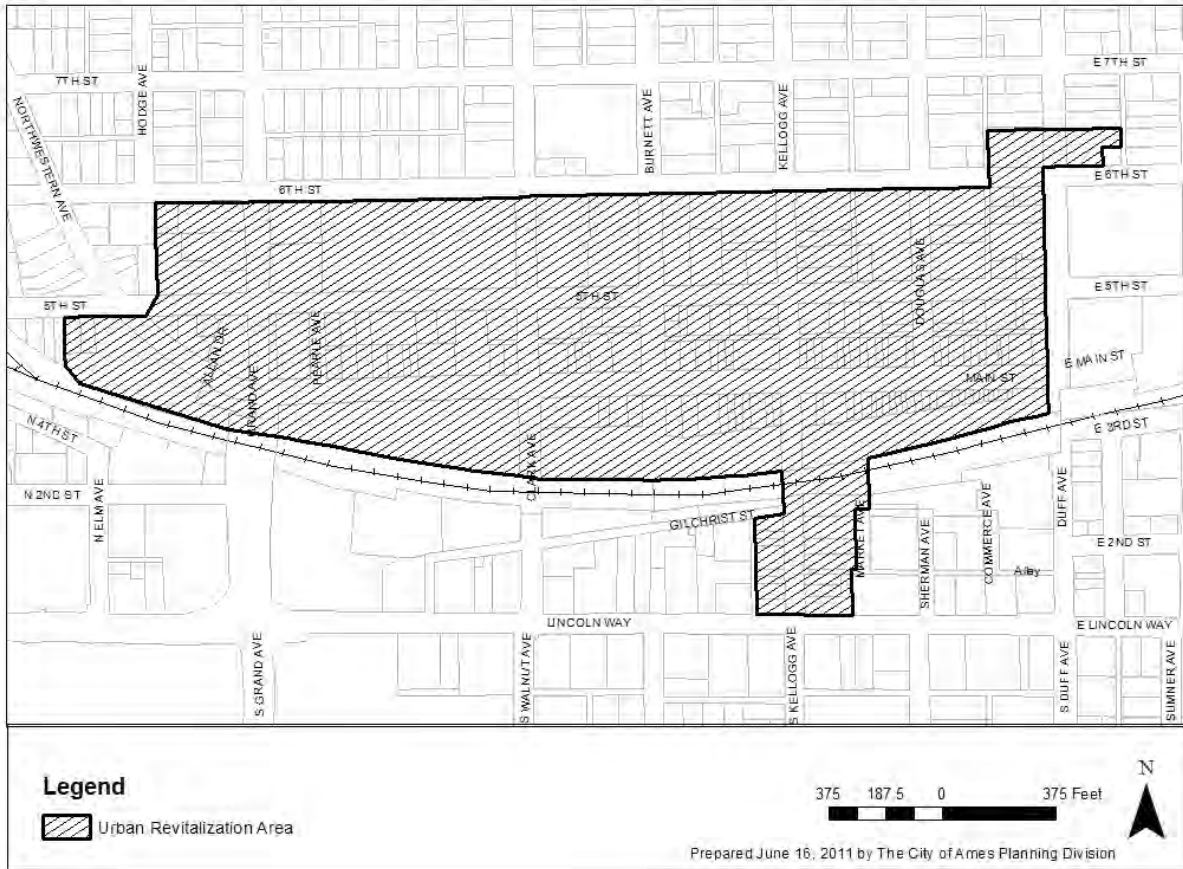 7TH ST
E 7TH ST
HODGE AVE
NORTHWESTERN AVE
BURNETT AVE
KELLOGG AVE
6TH ST
E 6TH ST
DOUGLAS AVE
5TH ST
5TH ST
E 5TH ST
ALLAN DR
GRAND AVE
PEARLE AVE
MAIN ST
E MAIN ST
N 4TH ST
E 3RD ST
CLARK AVE
N 2ND ST
N ELM AVE
GILCHRIST ST
MARKET AVE
SHERMAN AVE
COMMERCE AVE
DUFF AVE
E 2ND ST
Alley
LINCOLN WAY
E LINCOLN WAY
S GRAND AVE
S WALNUT AVE
S KELLOGG AVE
S DUFF AVE
SUMNER AVE
Legend
Urban Revitalization Area
375 187.5 0 375 Feet
N
Prepared June 16, 2011 by The City of Ames Planning Division